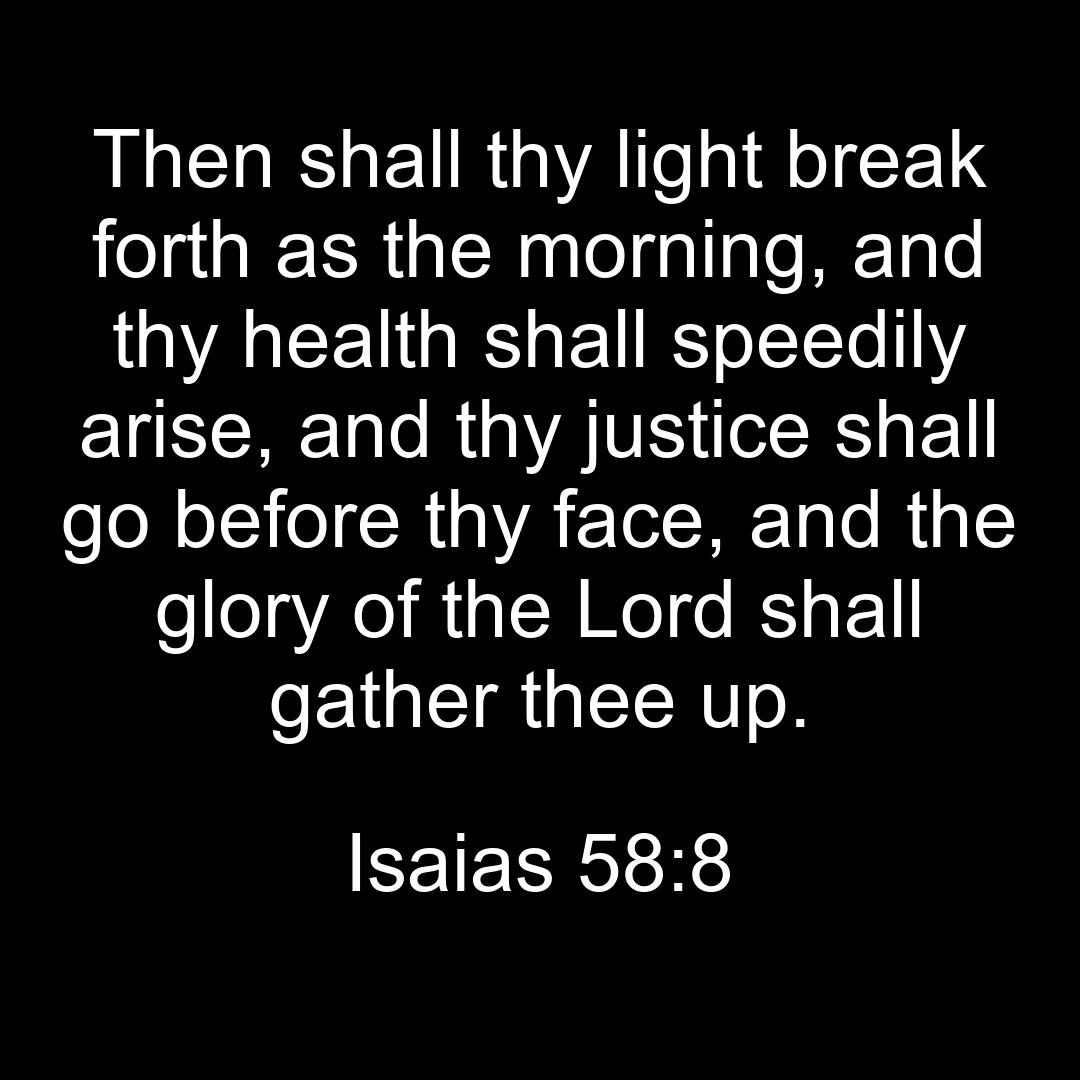 Then shall thy light break
forth as the morning, and
thy health shall speedily
arise, and thy justice shall
go before thy face, and the
glory of the Lord shall
gather thee up.
Isaias 58:8